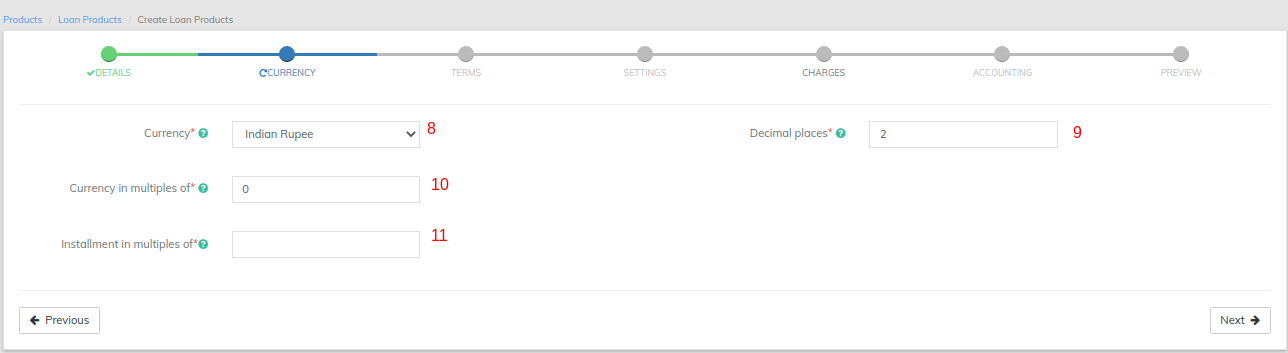 Products / Loan Products / Create Loan Products
DETAILS CURRENCY TERMS SETTINGS CHARGES ACCOUNTING PREVIEW
Currency* Indian Rupee 8 Decimal places* 2 9
Currency in multiples of* 0 10
Installment in multiples of* 11
Previous Next